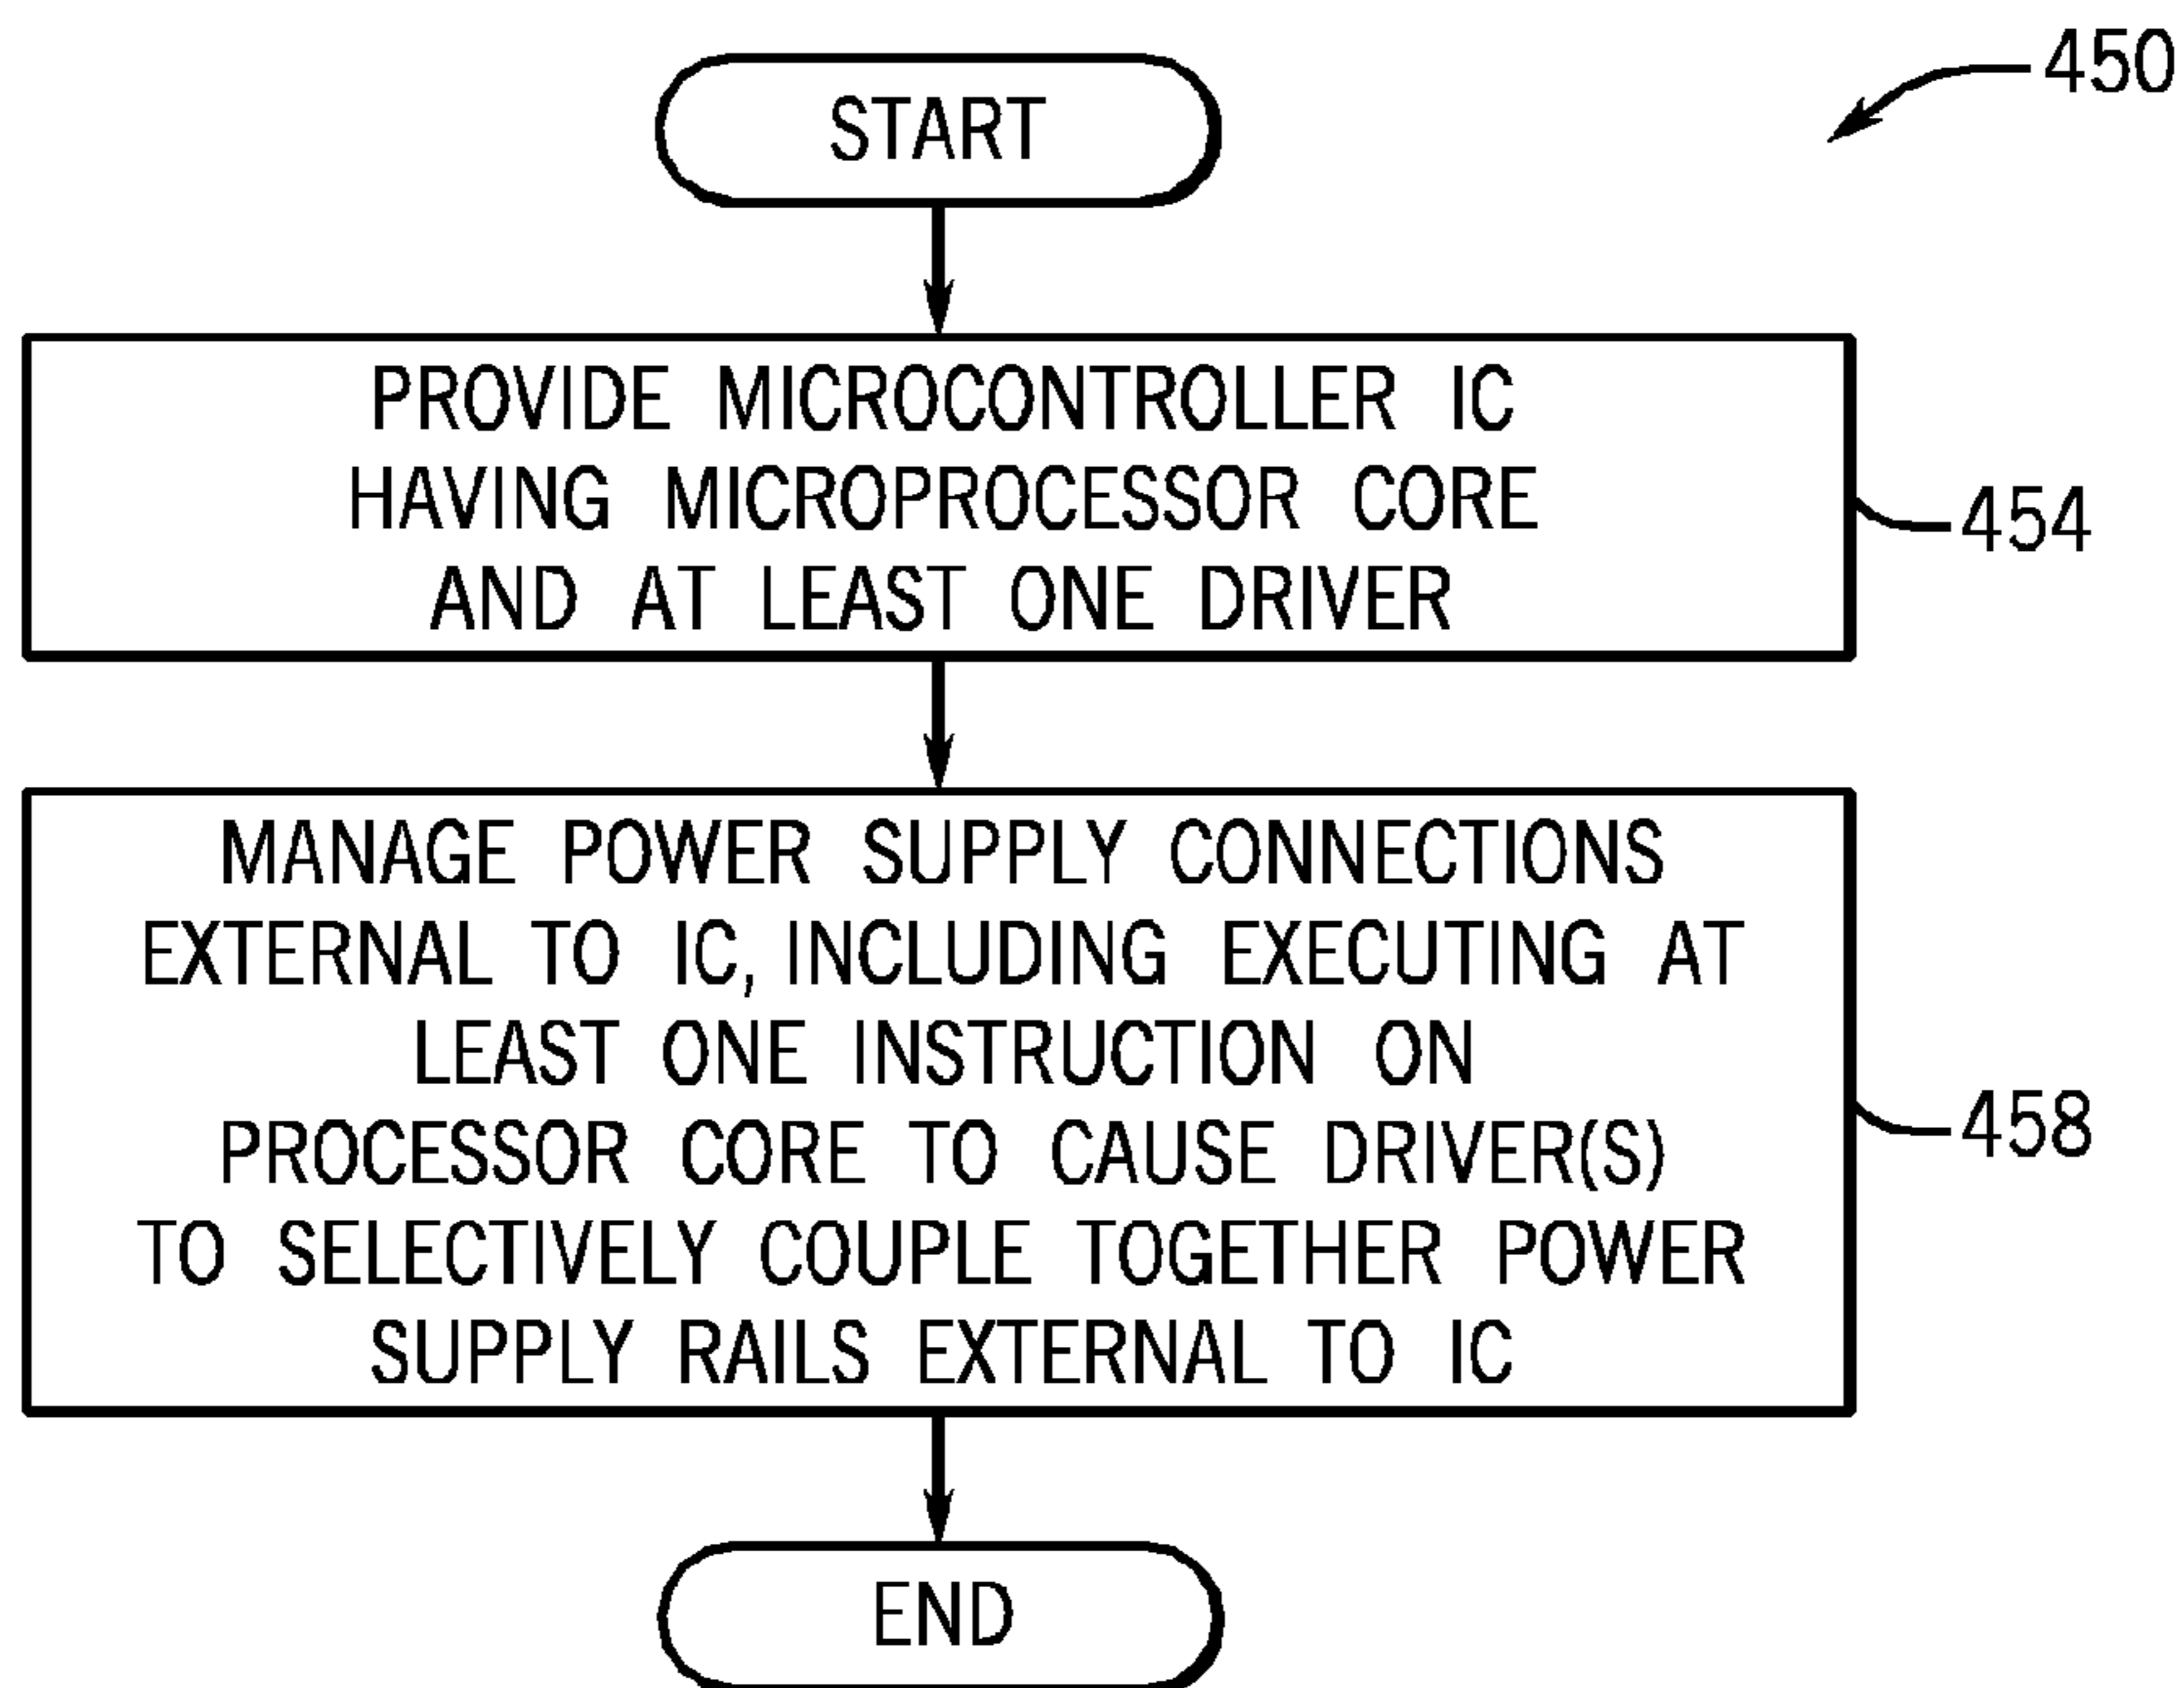 450
START
PROVIDE MICROCONTROLLER IC
HAVING MICROPROCESSOR CORE
AND AT LEAST ONE DRIVER
454
MANAGE POWER SUPPLY CONNECTIONS
EXTERNAL TO IC, INCLUDING EXECUTING AT
LEAST ONE INSTRUCTION ON
PROCESSOR CORE TO CAUSE DRIVER(S)
TO SELECTIVELY COUPLE TOGETHER POWER
SUPPLY RAILS EXTERNAL TO IC
458
END